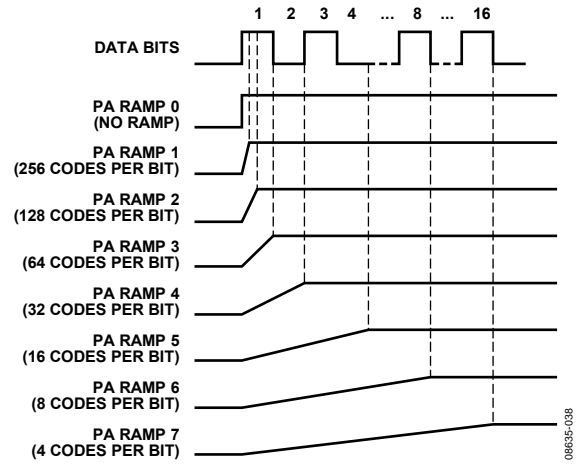 1 2 3 4 ... 8 ... 16
DATA BITS
PA RAMP 0
(NO RAMP)
PA RAMP 1
(256 CODES PER BIT)
PA RAMP 2
(128 CODES PER BIT)
PA RAMP 3
(64 CODES PER BIT)
PA RAMP 4
(32 CODES PER BIT)
PA RAMP 5
(16 CODES PER BIT)
PA RAMP 6
(8 CODES PER BIT)
PA RAMP 7
(4 CODES PER BIT)
08635-038